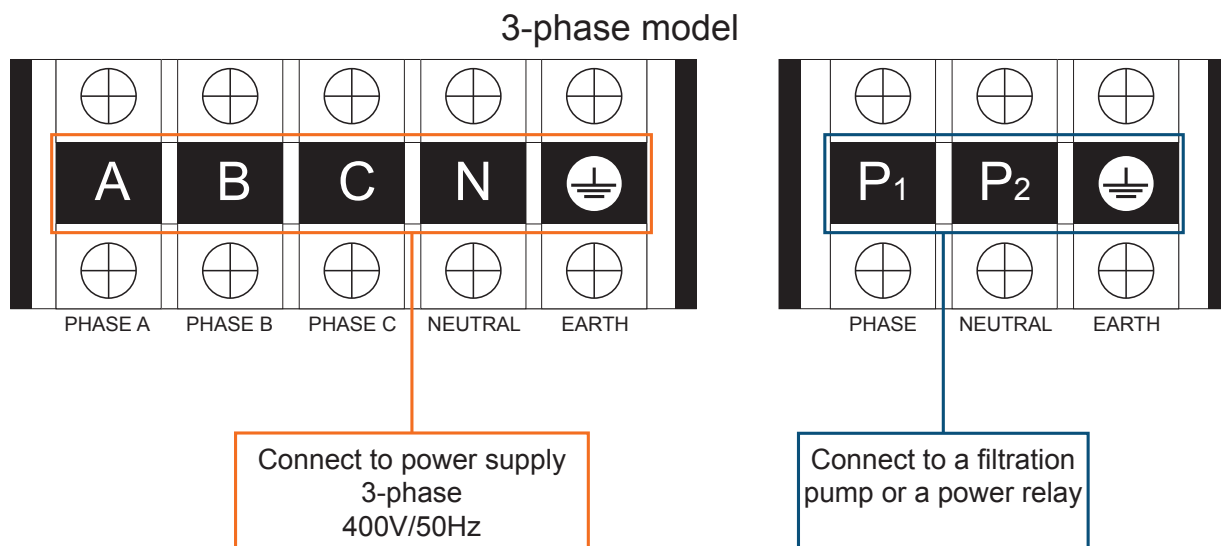 3-phase model
A B C N
PHASE A PHASE B PHASE C NEUTRAL EARTH
P1 P2
PHASE NEUTRAL EARTH
Connect to power supply
3-phase
400V/50Hz
Connect to a filtration
pump or a power relay